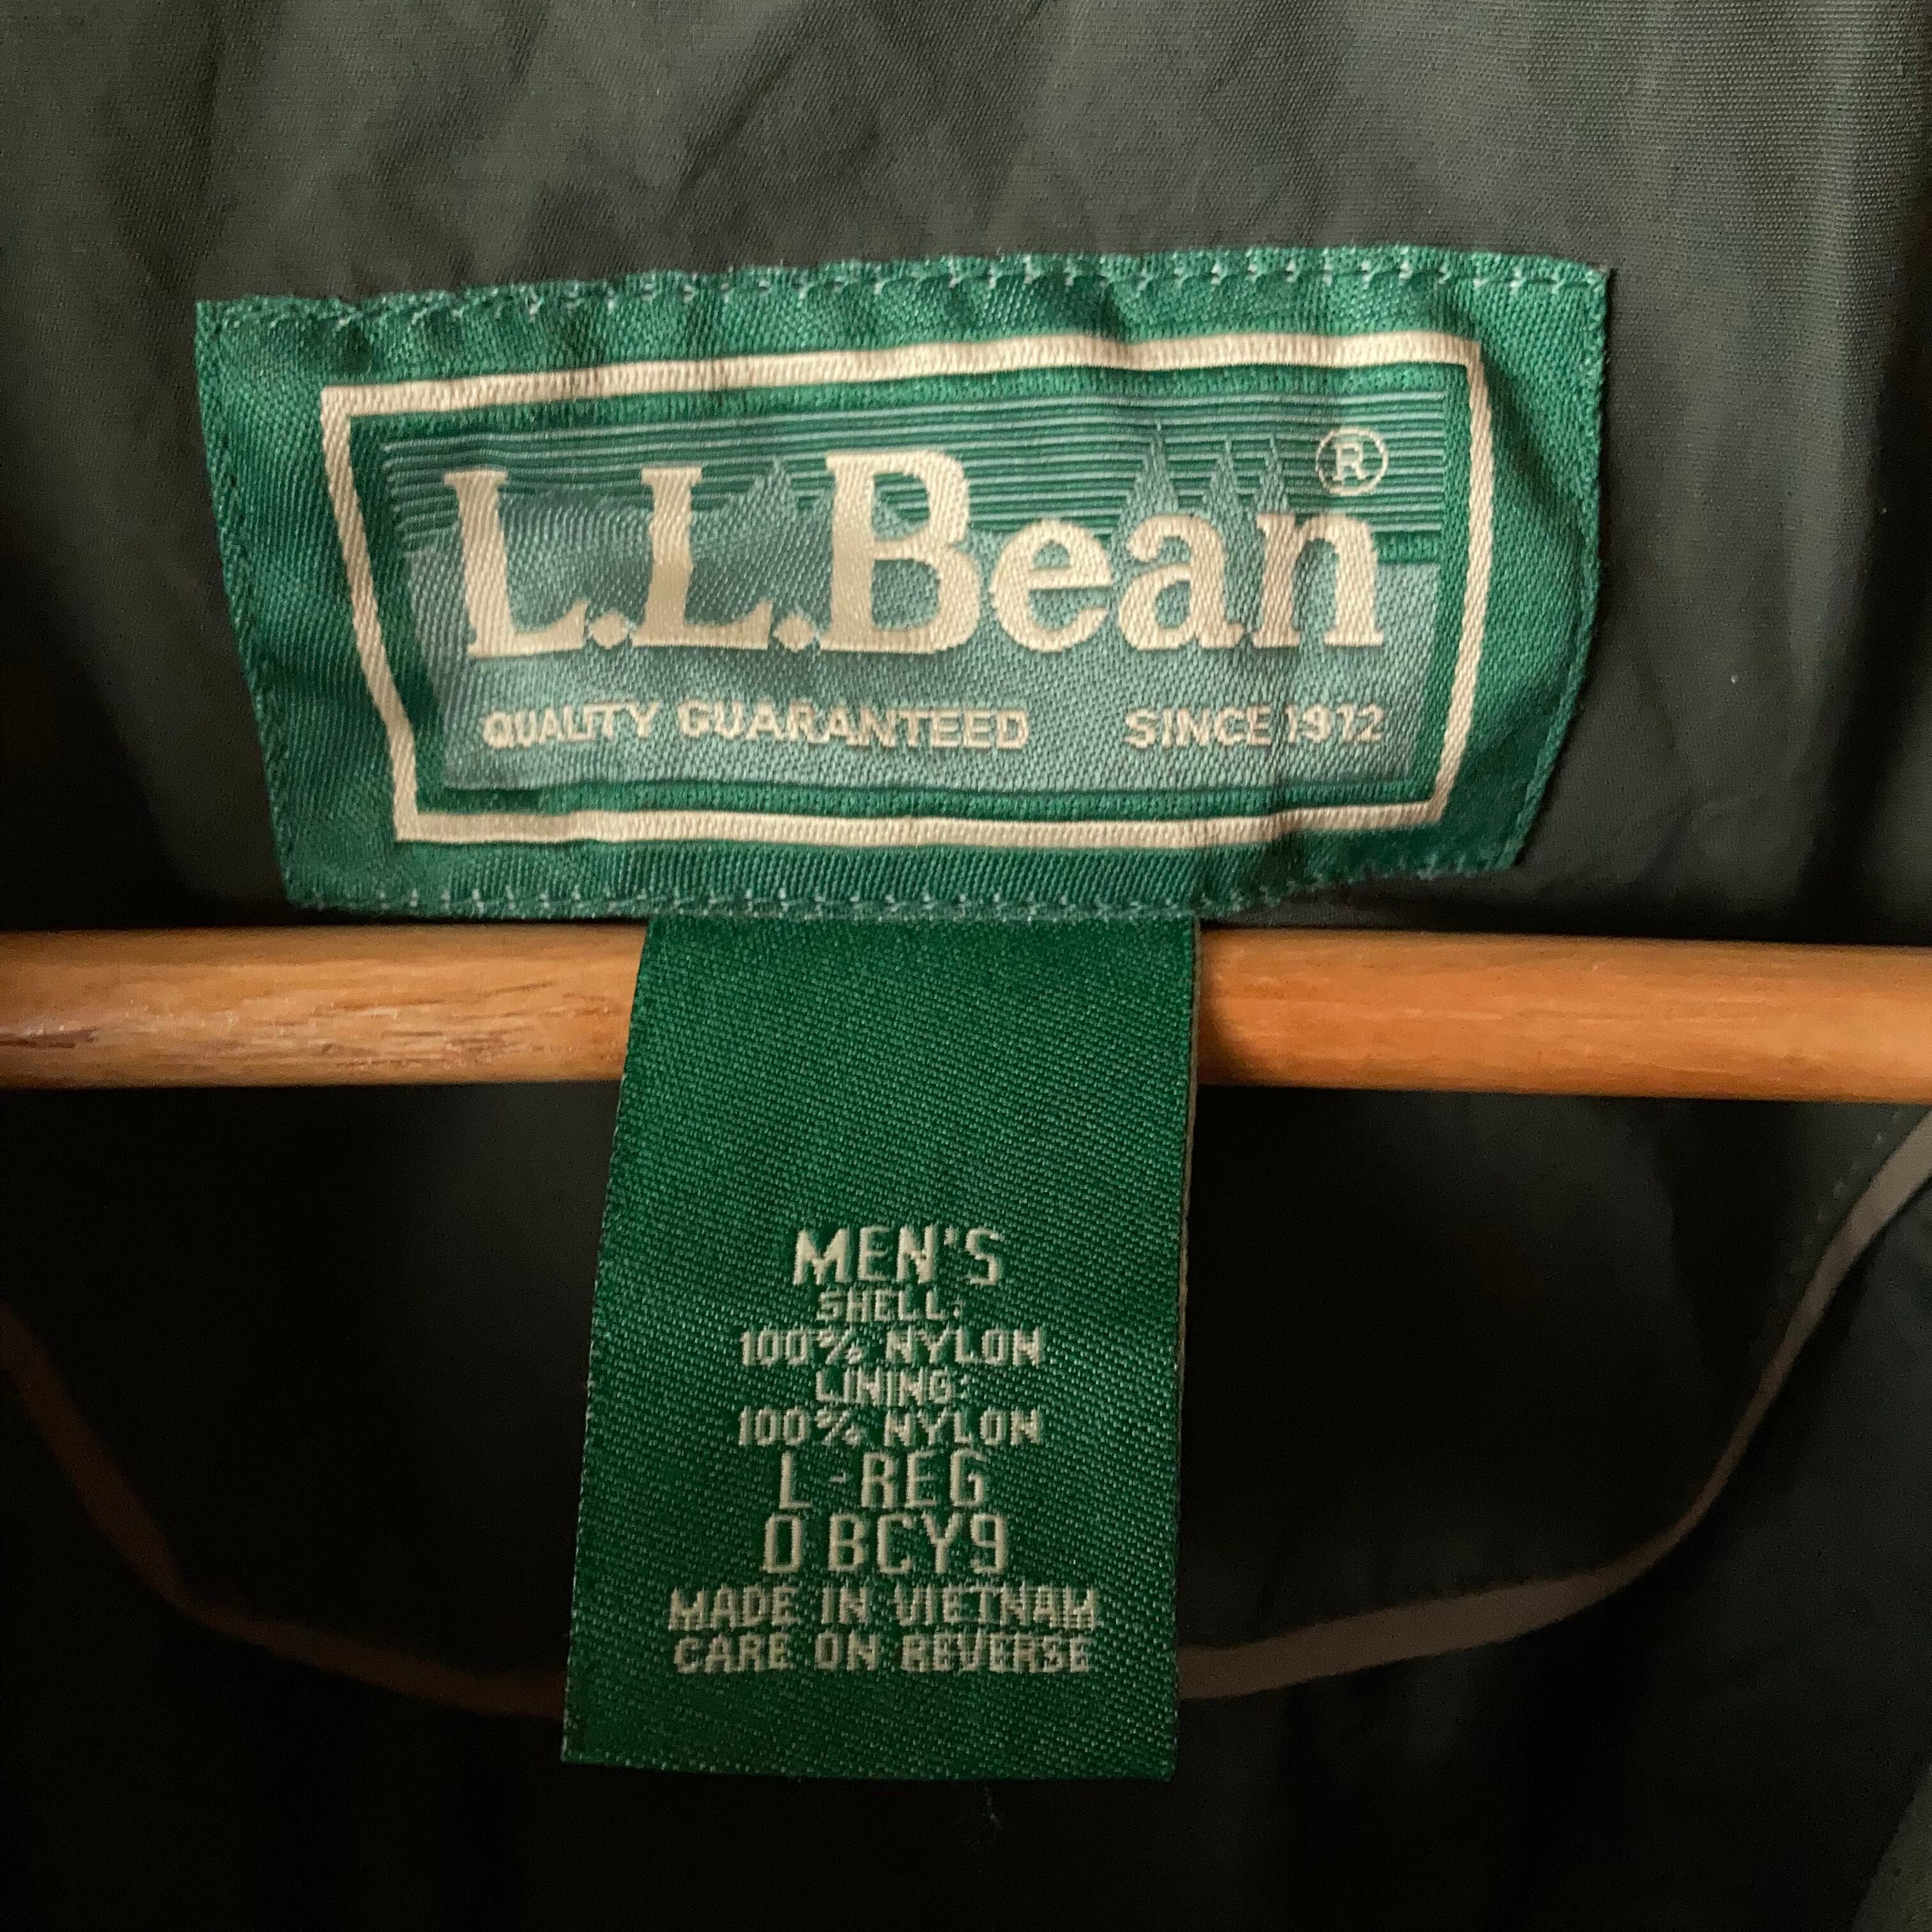 L.L.Bean®
QUALITY GUARANTEED SINCE 1912
MEN'S
SHELL:
100% NYLON
LINING:
100% NYLON
L-REG
0 BCY9
MADE IN VIETNAM
CARE ON REVERSE